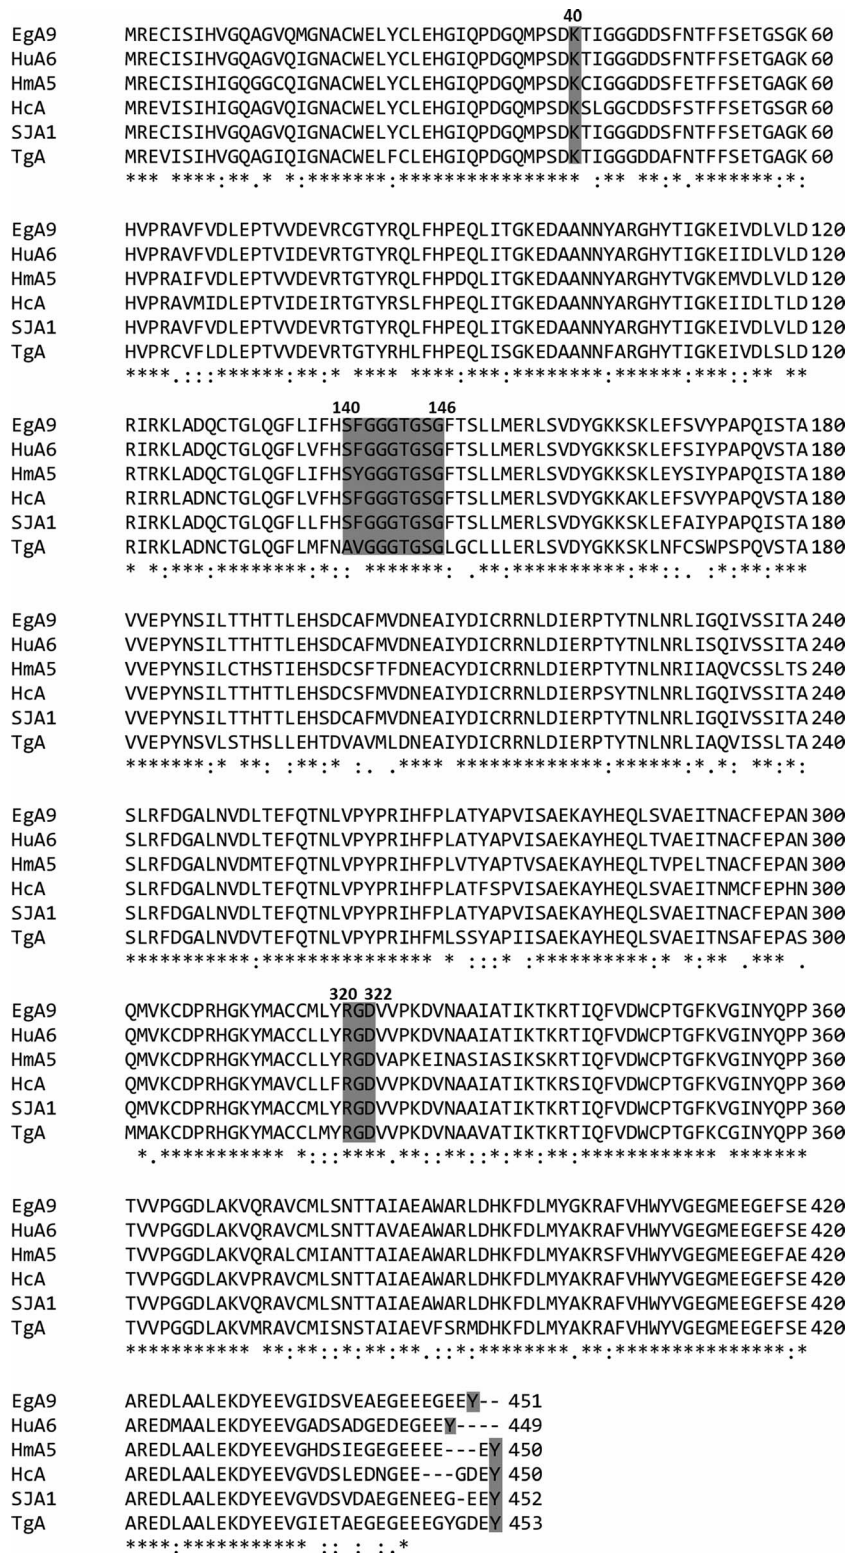 40
EgA9 MRECISIHVGQAGVQMGNACWELYCLEHGIQPDGQMPSDKTIGGGDDSFNTFFSETGSGK 60
HuA6 MRECISIHVGQAGVQIGNACWELYCLEHGIQPDGQMPSDKTIGGGDDSFNTFFSETGAGK 60
HmA5 MRECISIHIGQGGCQIGNACWELYCLEHGIQPDGQMPSDKCIGGGDDSFETFFSETGAGK 60
HcA MREVISIHIGQAGVQIGNACWELYCLEHGIQPDGQMPSDKSLGGCDDSFSTFFSETGSGR 60
SJA1 MRECISIHVGQAGVQIGNACWELYCLEHGIQPDGQMPSDKTIGGGDDSFNTFFSETGAGK 60
TgA MREVISIHVGQAGIQIGNACWELFCLEHGIQPDGQMPSDKTIGGGDDAFNTFFSETGAGK 60
*** ****:**.* *:*******:**************** :** **:*.*******:*:
EgA9 HVPRAVFVDLEPTVVDEVRCGTYRQLFHPEQLITGKEDAANNYARGHYTIGKEIVDLVLD 120
HuA6 HVPRAVFVDLEPTVIDEVRTGTYRQLFHPEQLITGKEDAANNYARGHYTIGKEIIDLVLD 120
HmA5 HVPRAIFVDLEPTVVDEVRTGTYRQLFHPDQLITGKEDAANNYARGHYTVGKEMVDLVLD 120
HcA HVPRAVMIDLEPTVIDEIRTGTYRSLFHPEQLITGKEDAANNYARGHYTIGKEIIDLTLD 120
SJA1 HVPRAVFVDLEPTVVDEVRTGTYRQLFHPEQLITGKEDAANNYARGHYTIGKEIVDLVLD 120
TgA HVPRCVFLDLEPTVVDEVRTGTYRHLFHPEQLISGKEDAANNFARGHYTIGKEIVDLSLD 120
****.:::******:**:* **** ****:***:********:******:***::** **
140 146
EgA9 RIRKLADQCTGLQGFLIFHSFGGGTGSGFTSLLMERLSVDYGKKSKLEFSVYPAPQISTA 180
HuA6 RIRKLADQCTGLQGFLVFHSFGGGTGSGFTSLLMERLSVDYGKKSKLEFSIYPAPQVSTA 180
HmA5 RTRKLADQCTGLQGFLIFHSYGGGTGSGFTSLLMERLSVDYGKKSKLEYSIYPAPQISTA 180
HcA RIRRLADNCTGLQGFLVFHSFGGGTGSGFTSLLMERLSVDYGKKAKLEFSVYPAPQVSTA 180
SJA1 RIRKLADQCTGLQGFLLFHSFGGGTGSGFTSLLMERLSVDYGKKSKLEFAIYPAPQISTA 180
TgA RIRKLADNCTGLQGFLMFNAVGGGTGSGLGCLLLERLSVDYGKKSKLNFCSWPSPQVSTA 180
* *:***:********:*:: *******: .**:**********:**::. :*:**:***
EgA9 VVEPYNSILTTHTTLEHSDCAFMVDNEAIYDICRRNLDIERPTYTNLNRLIGQIVSSITA 240
HuA6 VVEPYNSILTTHTTLEHSDCAFMVDNEAIYDICRRNLDIERPTYTNLNRLISQIVSSITA 240
HmA5 VVEPYNSILCTHSTIEHSDCSFTFDNEACYDICRRNLDIERPTYTNLNRIIAQVCSSLTS 240
HcA VVEPYNSILTTHTTLEHSDCSFMVDNEAIYDICRRNLDIERPSYTNLNRLIGQIVSSITA 240
SJA1 VVEPYNSILTTHTTLEHSDCAFMVDNEAIYDICRRNLDIERPTYTNLNRLIGQIVSSITA 240
TgA VVEPYNSVLSTHSLLEHTDVAVMLDNEAIYDICRRNLDIERPTYTNLNRLIAQVISSLTA 240
*******:* **: :**:* :. .**** *************:******:*.*: **:*:
EgA9 SLRFDGALNVDLTEFQTNLVPYPRIHFPLATYAPVISAEKAYHEQLSVAEITNACFEPAN 300
HuA6 SLRFDGALNVDLTEFQTNLVPYPRIHFPLATYAPVISAEKAYHEQLTVAEITNACFEPAN 300
HmA5 SLRFDGALNVDMTEFQTNLVPYPRIHFPLVTYAPTVSAEKAYHEQLTVPELTNACFEPAN 300
HcA SLRFDGALNVDLTEFQTNLVPYPRIHFPLATFSPVISAEKAYHEQLSVAEITNMCFEPHN 300
SJA1 SLRFDGALNVDLTEFQTNLVPYPRIHFPLATYAPVISAEKAYHEQLSVAEITNACFEPAN 300
TgA SLRFDGALNVDVTEFQTNLVPYPRIHFMLSSYAPIISAEKAYHEQLSVAEITNSAFEPAS 300
***********:*************** * :::* :**********:*.*:** .*** .
320 322
EgA9 QMVKCDPRHGKYMACCMLYRGDVVPKDVNAAIATIKTKRTIQFVDWCPTGFKVGINYQPP 360
HuA6 QMVKCDPRHGKYMACCLLYRGDVVPKDVNAAIATIKTKRTIQFVDWCPTGFKVGINYQPP 360
HmA5 QMVKCDPRHGKYMACCLLYRGDVAPKEINASIASIKSKRTIQFVDWCPTGFKVGINYQPP 360
HcA QMVKCDPRHGKYMAVCLLFRGDVVPKDVNAAIATIKTKRSIQFVDWCPTGFKVGINYQPP 360
SJA1 QMVKCDPRHGKYMACCMLYRGDVVPKDVNAAIATIKTKRTIQFVDWCPTGFKVGINYQPP 360
TgA MMAKCDPRHGKYMACCLMYRGDVVPKDVNAAVATIKTKRTIQFVDWCPTGFKCGINYQPP 360
*.*********** *:::****.**::**::*:**:**:************ *******
EgA9 TVVPGGDLAKVQRAVCMLSNTTAIAEAWARLDHKFDLMYGKRAFVHWYVGEGMEEGEFSE 420
HuA6 TVVPGGDLAKVQRAVCMLSNTTAVAEAWARLDHKFDLMYAKRAFVHWYVGEGMEEGEFSE 420
HmA5 TVVPGGDLAKVQRALCMIANTTAIAEAWARLDHKFDLMYAKRSFVHWYVGEGMEEGEFAE 420
HcA TVVPGGDLAKVPRAVCMLSNTTAIAEAWARLDHKFDLMYAKRAFVHWYVGEGMEEGEFSE 420
SJA1 TVVPGGDLAKVQRAVCMLSNTTAIAEAWARLDHKFDLMYAKRAFVHWYVGEGMEEGEFSE 420
TgA TVVPGGDLAKVMRAVCMISNSTAIAEVFSRMDHKFDLMYAKRAFVHWYVGEGMEEGEFSE 420
*********** **:**::*:**:**.::*:********.**:***************:*
EgA9 AREDLAALEKDYEEVGIDSVEAEGEEEGEEY-- 451
HuA6 AREDMAALEKDYEEVGADSADGEDEGEEY---- 449
HmA5 AREDLAALEKDYEEVGHDSIEGEGEEEE---EY 450
HcA AREDLAALEKDYEEVGVDSLEDNGEE---GDEY 450
SJA1 AREDLAALEKDYEEVGVDSVDAEGENEEG-EEY 452
TgA AREDLAALEKDYEEVGIETAEGEGEEEGYGDEY 453
****:*********** :: : :.*